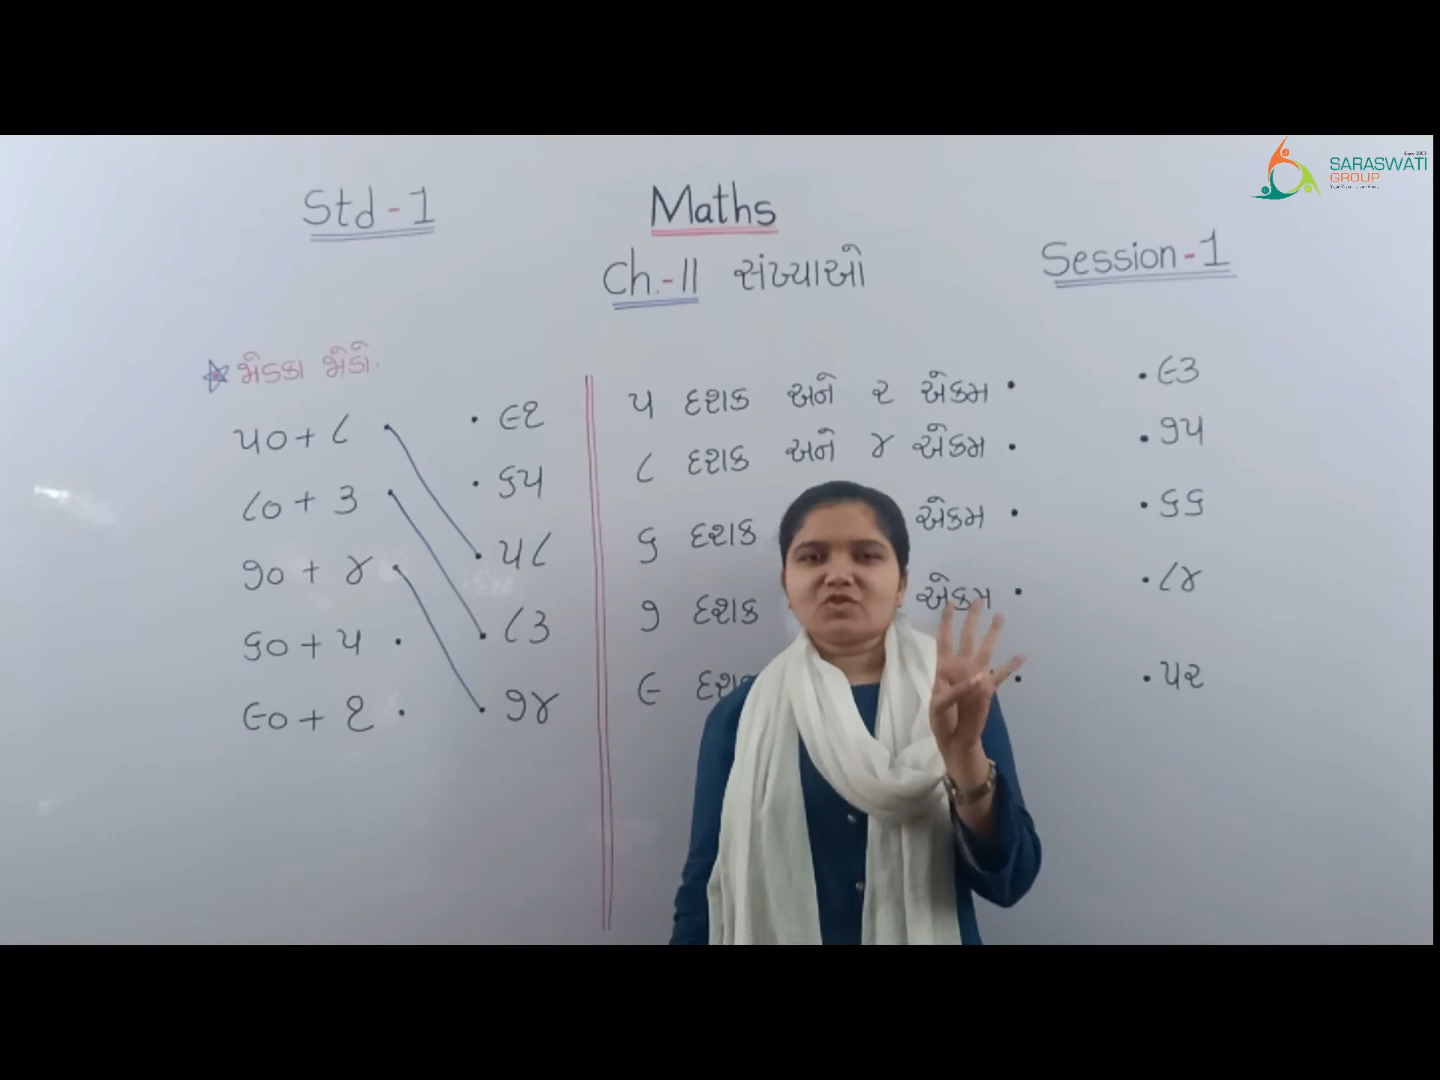 SARASWATI
GROUP
Std-1
Maths
Session-1
Ch.-11 સંખ્યાઓ
જોડકાં જોડો.
૫૦ + ૮
૮૦ + ૩
૭૦ + ૪
૬૦ + ૫
૯૦ + ૧
૯૧
૬૫
૫૮
૮૩
૭૪
૫ દશક અને ૨ એકમ
૮ દશક અને ૪ એકમ
૬ દશક એકમ
૭ દશક એકમ
૯
૯૩
૭૫
૬૬
૮૪
૫૨